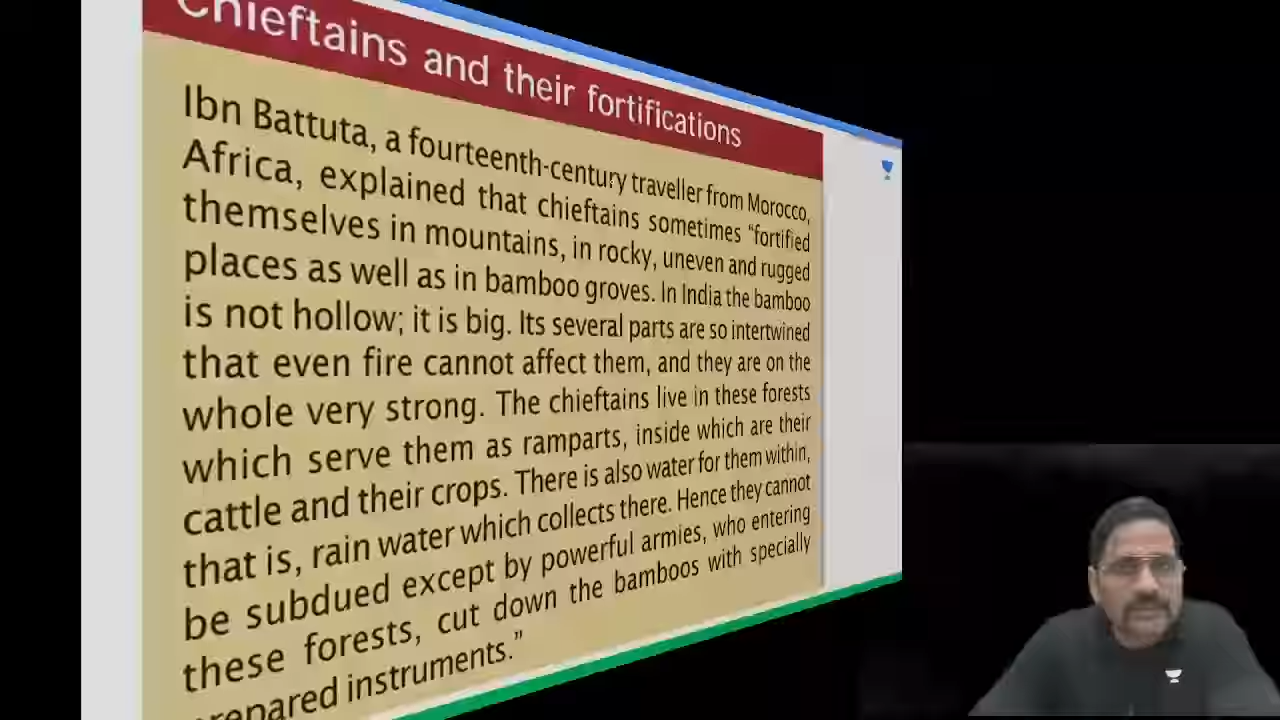 Chieftains and their fortifications
Ibn Battuta, a fourteenth-century traveller from Morocco,
Africa, explained that chieftains sometimes “fortified
themselves in mountains, in rocky, uneven and rugged
places as well as in bamboo groves. In India the bamboo
is not hollow; it is big. Its several parts are so intertwined
that even fire cannot affect them, and they are on the
whole very strong. The chieftains live in these forests
which serve them as ramparts, inside which are their
cattle and their crops. There is also water for them within,
that is, rain water which collects there. Hence they cannot
be subdued except by powerful armies, who entering
these forests, cut down the bamboos with specially
prepared instruments.”